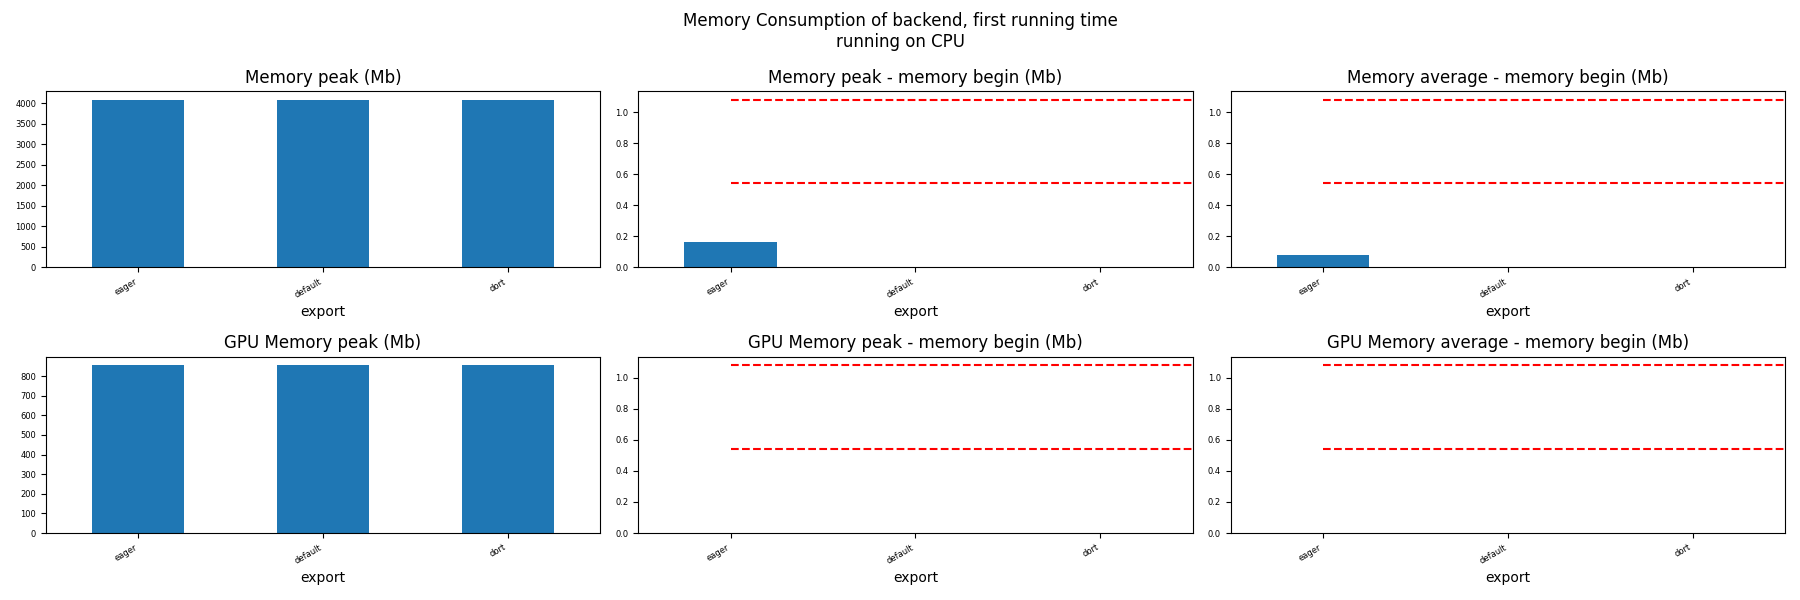 Memory Consumption of backend, first running time
running on CPU
Memory peak (Mb)
4000
3500
3000
2500
2000
1500
1000
500
0
eager
default
dort
export
Memory peak - memory begin (Mb)
1.0
0.8
0.6
0.4
0.2
0.0
eager
default
dort
export
Memory average - memory begin (Mb)
1.0
0.8
0.6
0.4
0.2
0.0
eager
default
dort
export
GPU Memory peak (Mb)
800
700
600
500
400
300
200
100
0
eager
default
dort
export
GPU Memory peak - memory begin (Mb)
1.0
0.8
0.6
0.4
0.2
0.0
eager
default
dort
export
GPU Memory average - memory begin (Mb)
1.0
0.8
0.6
0.4
0.2
0.0
eager
default
dort
export